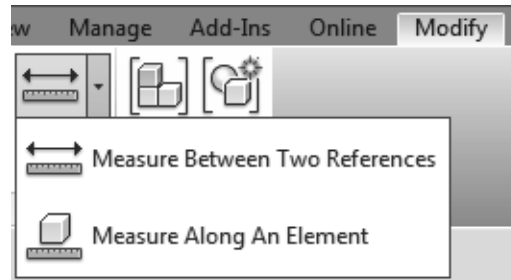 Manage Add-Ins Online Modify
Measure Between Two References
Measure Along An Element